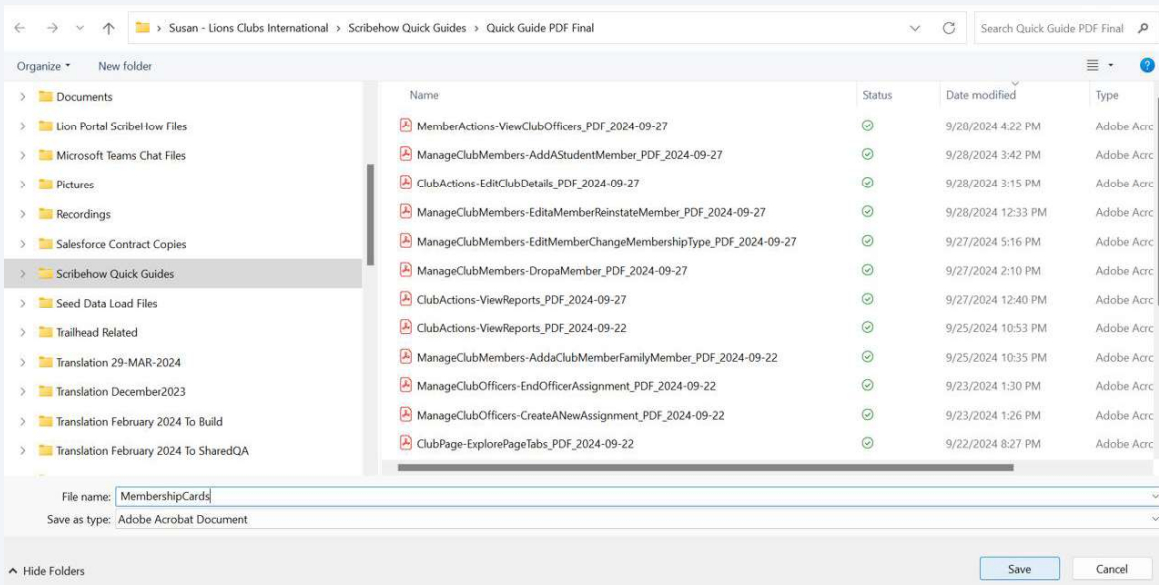 Susan - Lions Clubs International > Scribehow Quick Guides > Quick Guide PDF Final
Search Quick Guide PDF Final
Organize
New folder
Documents
Lion Portal ScribeHow Files
Microsoft Teams Chat Files
Pictures
Recordings
Salesforce Contract Copies
Scribehow Quick Guides
Seed Data Load Files
Trailhead Related
Translation 29-MAR-2024
Translation December2023
Translation February 2024 To Build
Translation February 2024 To SharedQA
Name Status Date modified Type
MemberActions-ViewClubOfficers_PDF_2024-09-27 9/20/2024 4:22 PM Adobe Acrc
ManageClubMembers-AddAStudentMember_PDF_2024-09-27 9/28/2024 3:42 PM Adobe Acrc
ClubActions-EditClubDetails_PDF_2024-09-27 9/28/2024 3:15 PM Adobe Acrc
ManageClubMembers-EditaMemberReinstateMember_PDF_2024-09-27 9/28/2024 12:33 PM Adobe Acrc
ManageClubMembers-EditMemberChangeMembershipType_PDF_2024-09-27 9/27/2024 5:16 PM Adobe Acrc
ManageClubMembers-DropaMember_PDF_2024-09-27 9/27/2024 2:10 PM Adobe Acrc
ClubActions-ViewReports_PDF_2024-09-27 9/27/2024 12:40 PM Adobe Acrc
ClubActions-ViewReports_PDF_2024-09-22 9/25/2024 10:53 PM Adobe Acrc
ManageClubMembers-AddaClubMemberFamilyMember_PDF_2024-09-22 9/25/2024 10:35 PM Adobe Acrc
ManageClubOfficers-EndOfficerAssignment_PDF_2024-09-22 9/23/2024 1:30 PM Adobe Acrc
ManageClubOfficers-CreateANewAssignment_PDF_2024-09-22 9/23/2024 1:26 PM Adobe Acrc
ClubPage-ExplorePageTabs_PDF_2024-09-22 9/22/2024 8:27 PM Adobe Acrc
File name: MembershipCards
Save as type: Adobe Acrobat Document
Hide Folders
Save
Cancel